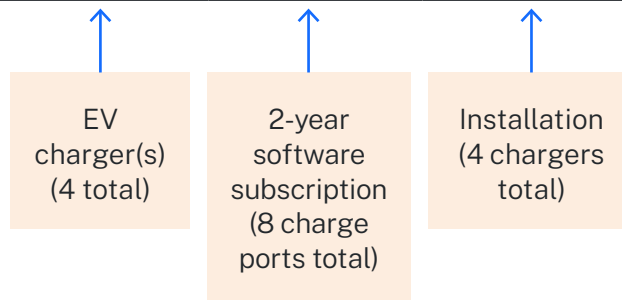 EV
charger(s)
(4 total)
2-year
software
subscription
(8 charge
ports total)
Installation
(4 chargers
total)